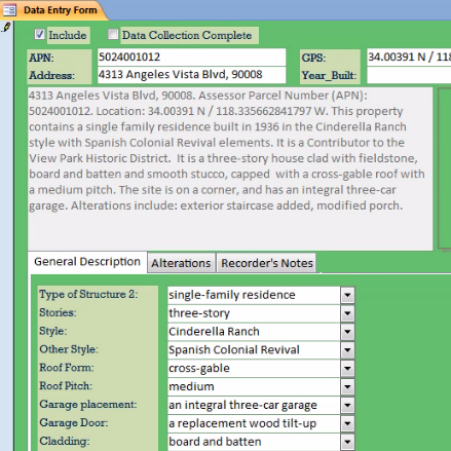 Data Entry Form
Include Data Collection Complete
APN: 5024001012 GPS: 34.00391 N / 118
Address: 4313 Angeles Vista Blvd, 90008 Year_Built:
4313 Angeles Vista Blvd, 90008. Assessor Parcel Number (APN):
5024001012. Location: 34.00391 N / 118.335662841797 W. This property
contains a single family residence built in 1936 in the Cinderella Ranch
style with Spanish Colonial Revival elements. It is a Contributor to the
View Park Historic District.  It is a three-story house clad with fieldstone,
board and batten and smooth stucco, capped  with a cross-gable roof with
a medium pitch. The site is on a corner, and has an integral three-car
garage. Alterations include: exterior staircase added, modified porch.
General Description Alterations Recorder's Notes
Type of Structure 2: single-family residence
Stories: three-story
Style: Cinderella Ranch
Other Style: Spanish Colonial Revival
Roof Form: cross-gable
Roof Pitch: medium
Garage placement: an integral three-car garage
Garage Door: a replacement wood tilt-up
Cladding: board and batten